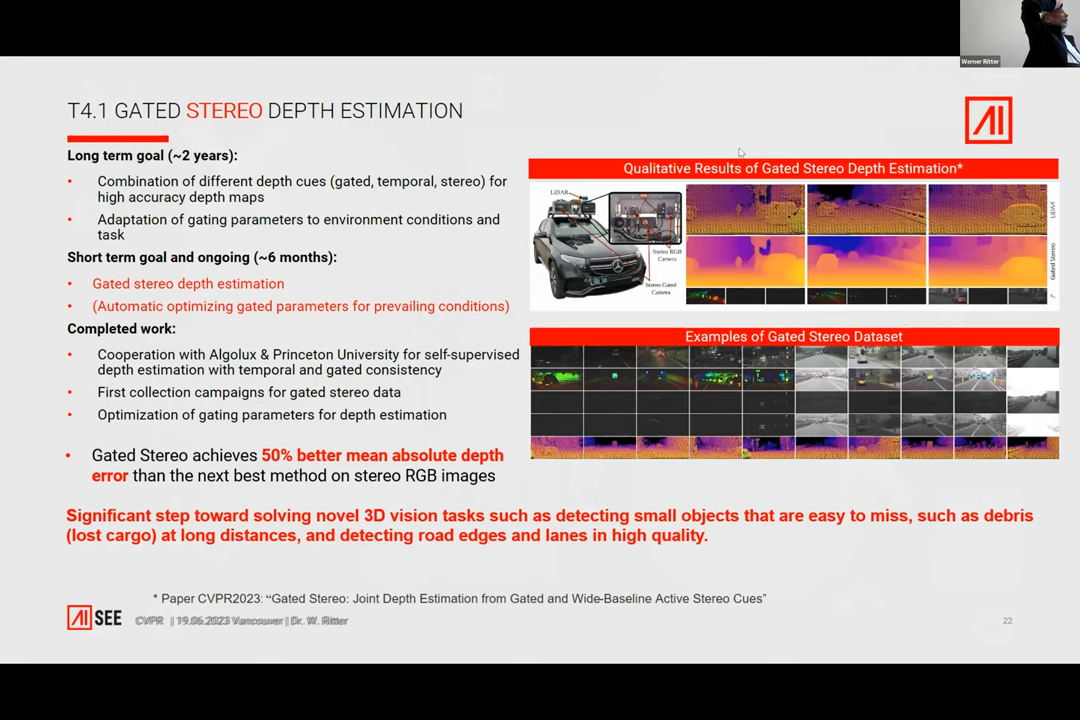 Werner Ritter
T4.1 GATED STEREO DEPTH ESTIMATION
AI
Long term goal (~2 years):
• Combination of different depth cues (gated, temporal, stereo) for
high accuracy depth maps
• Adaptation of gating parameters to environment conditions and
task
Short term goal and ongoing (~6 months):
• Gated stereo depth estimation
• (Automatic optimizing gated parameters for prevailing conditions)
Completed work:
• Cooperation with Algolux & Princeton University for self-supervised
depth estimation with temporal and gated consistency
• First collection campaigns for gated stereo data
• Optimization of gating parameters for depth estimation
• Gated Stereo achieves 50% better mean absolute depth
error than the next best method on stereo RGB images
Qualitative Results of Gated Stereo Depth Estimation*
LiDAR
Stereo RGB
Camera
Stereo Gated
Camera
LiDAR
Gated Stereo
Examples of Gated Stereo Dataset
Significant step toward solving novel 3D vision tasks such as detecting small objects that are easy to miss, such as debris
(lost cargo) at long distances, and detecting road edges and lanes in high quality.
* Paper CVPR2023: “Gated Stereo: Joint Depth Estimation from Gated and Wide-Baseline Active Stereo Cues”
AI SEE
CVPR | 19.06.2023 Vancouver | Dr. W. Ritter
22